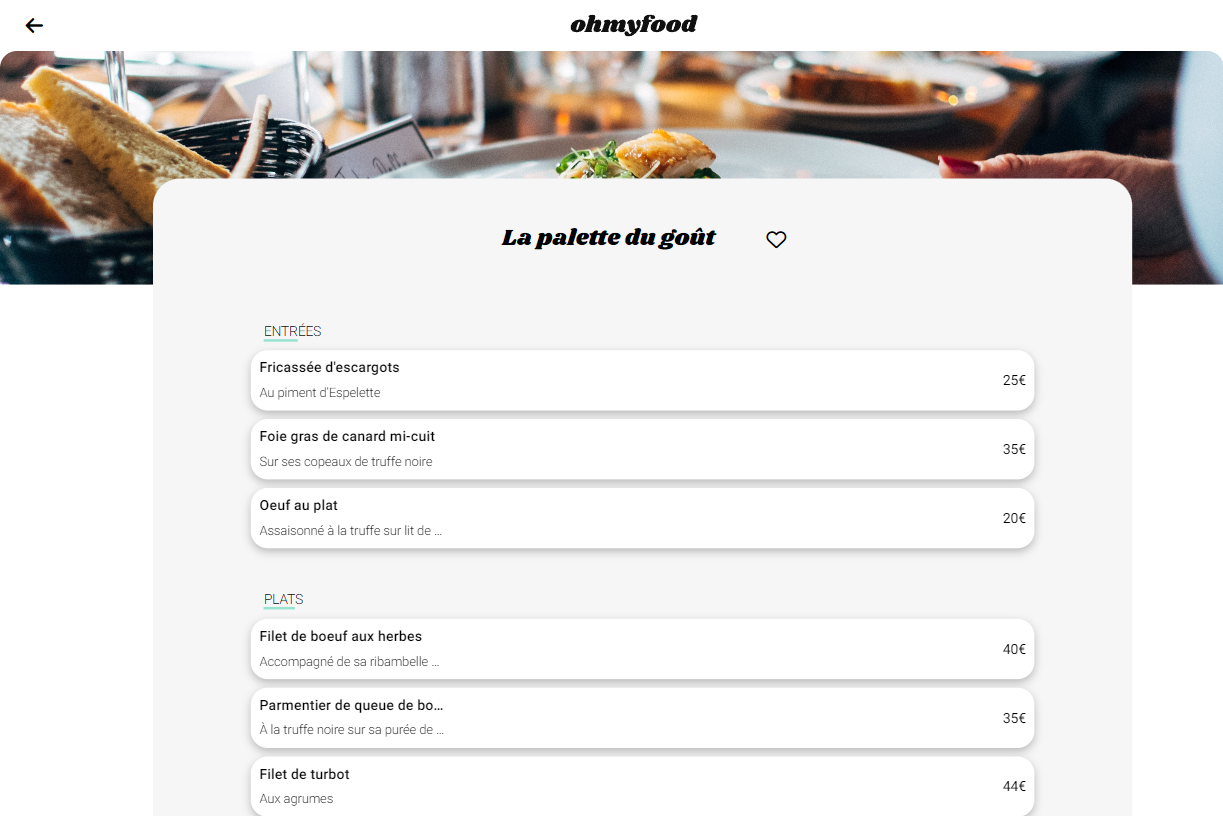 ohmyfood
La palette du goût
ENTRÉES
Fricassée d'escargots
Au piment d'Espelette
25€
Foie gras de canard mi-cuit
Sur ses copeaux de truffe noire
35€
Oeuf au plat
Assaisonné à la truffe sur lit de ...
20€
PLATS
Filet de boeuf aux herbes
Accompagné de sa ribambelle ...
40€
Parmentier de queue de bo...
À la truffe noire sur sa purée de ...
35€
Filet de turbot
Aux agrumes
44€